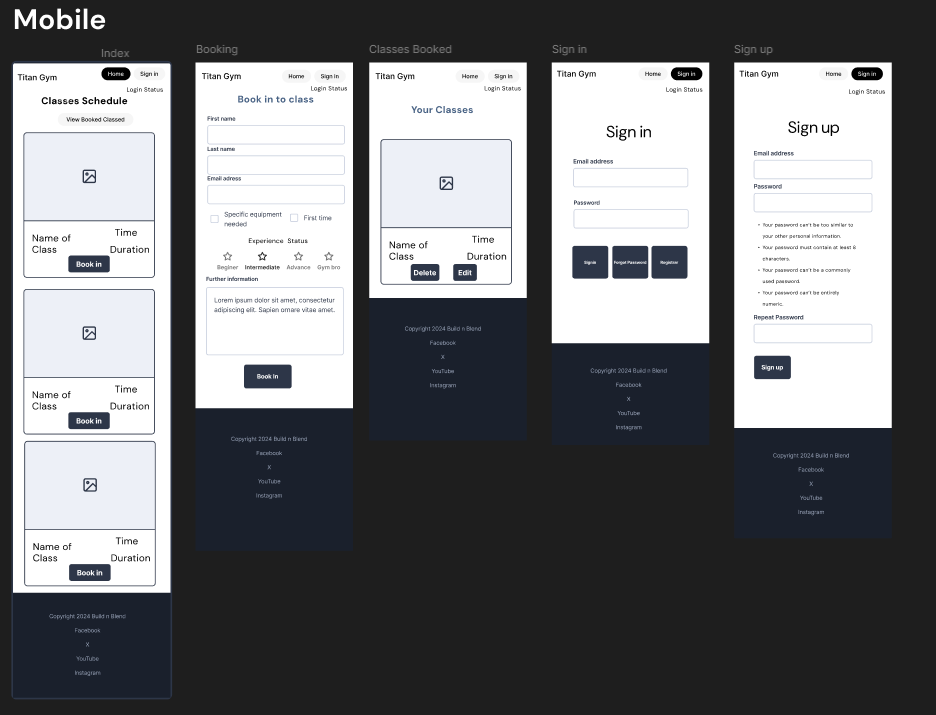 Mobile
Index
Titan Gym
Home
Sign in
Login Status
Classes Schedule
View Booked Classed
Name of
Class
Time
Duration
Book in
Name of
Class
Time
Duration
Book in
Name of
Class
Time
Duration
Book in
Copyright 2024 Build n Blend
Facebook
X
YouTube
Instagram
Booking
Titan Gym
Home
Sign In
Login Status
Book in to class
First name
Last name
Email adress
Specific equipment
needed
First time
Experience Status
Beginer
Intermediate
Advance
Gym bro
Further information
Lorem ipsum dolor sit amet, consectetur
adipiscing elit. Sapien ornare vitae amet.
Book in
Copyright 2024 Build n Blend
Facebook
X
YouTube
Instagram
Classes Booked
Titan Gym
Home
Sign In
Login Status
Your Classes
Name of
Class
Time
Duration
Delete
Edit
Copyright 2024 Build n Blend
Facebook
X
YouTube
Instagram
Sign in
Titan Gym
Home
Sign in
Login Status
Sign in
Email address
Password
Signin
Forgot Password
Register
Copyright 2024 Build n Blend
Facebook
X
YouTube
Instagram
Sign up
Titan Gym
Home
Sign in
Login Status
Sign up
Email address
Password
• Your password can't be too similar to
your other personal information.
• Your password must contain at least 8
characters.
• Your password can't be a commonly
used password.
• Your password can't be entirely
numeric.
Repeat Password
Sign up
Copyright 2024 Build n Blend
Facebook
X
YouTube
Instagram